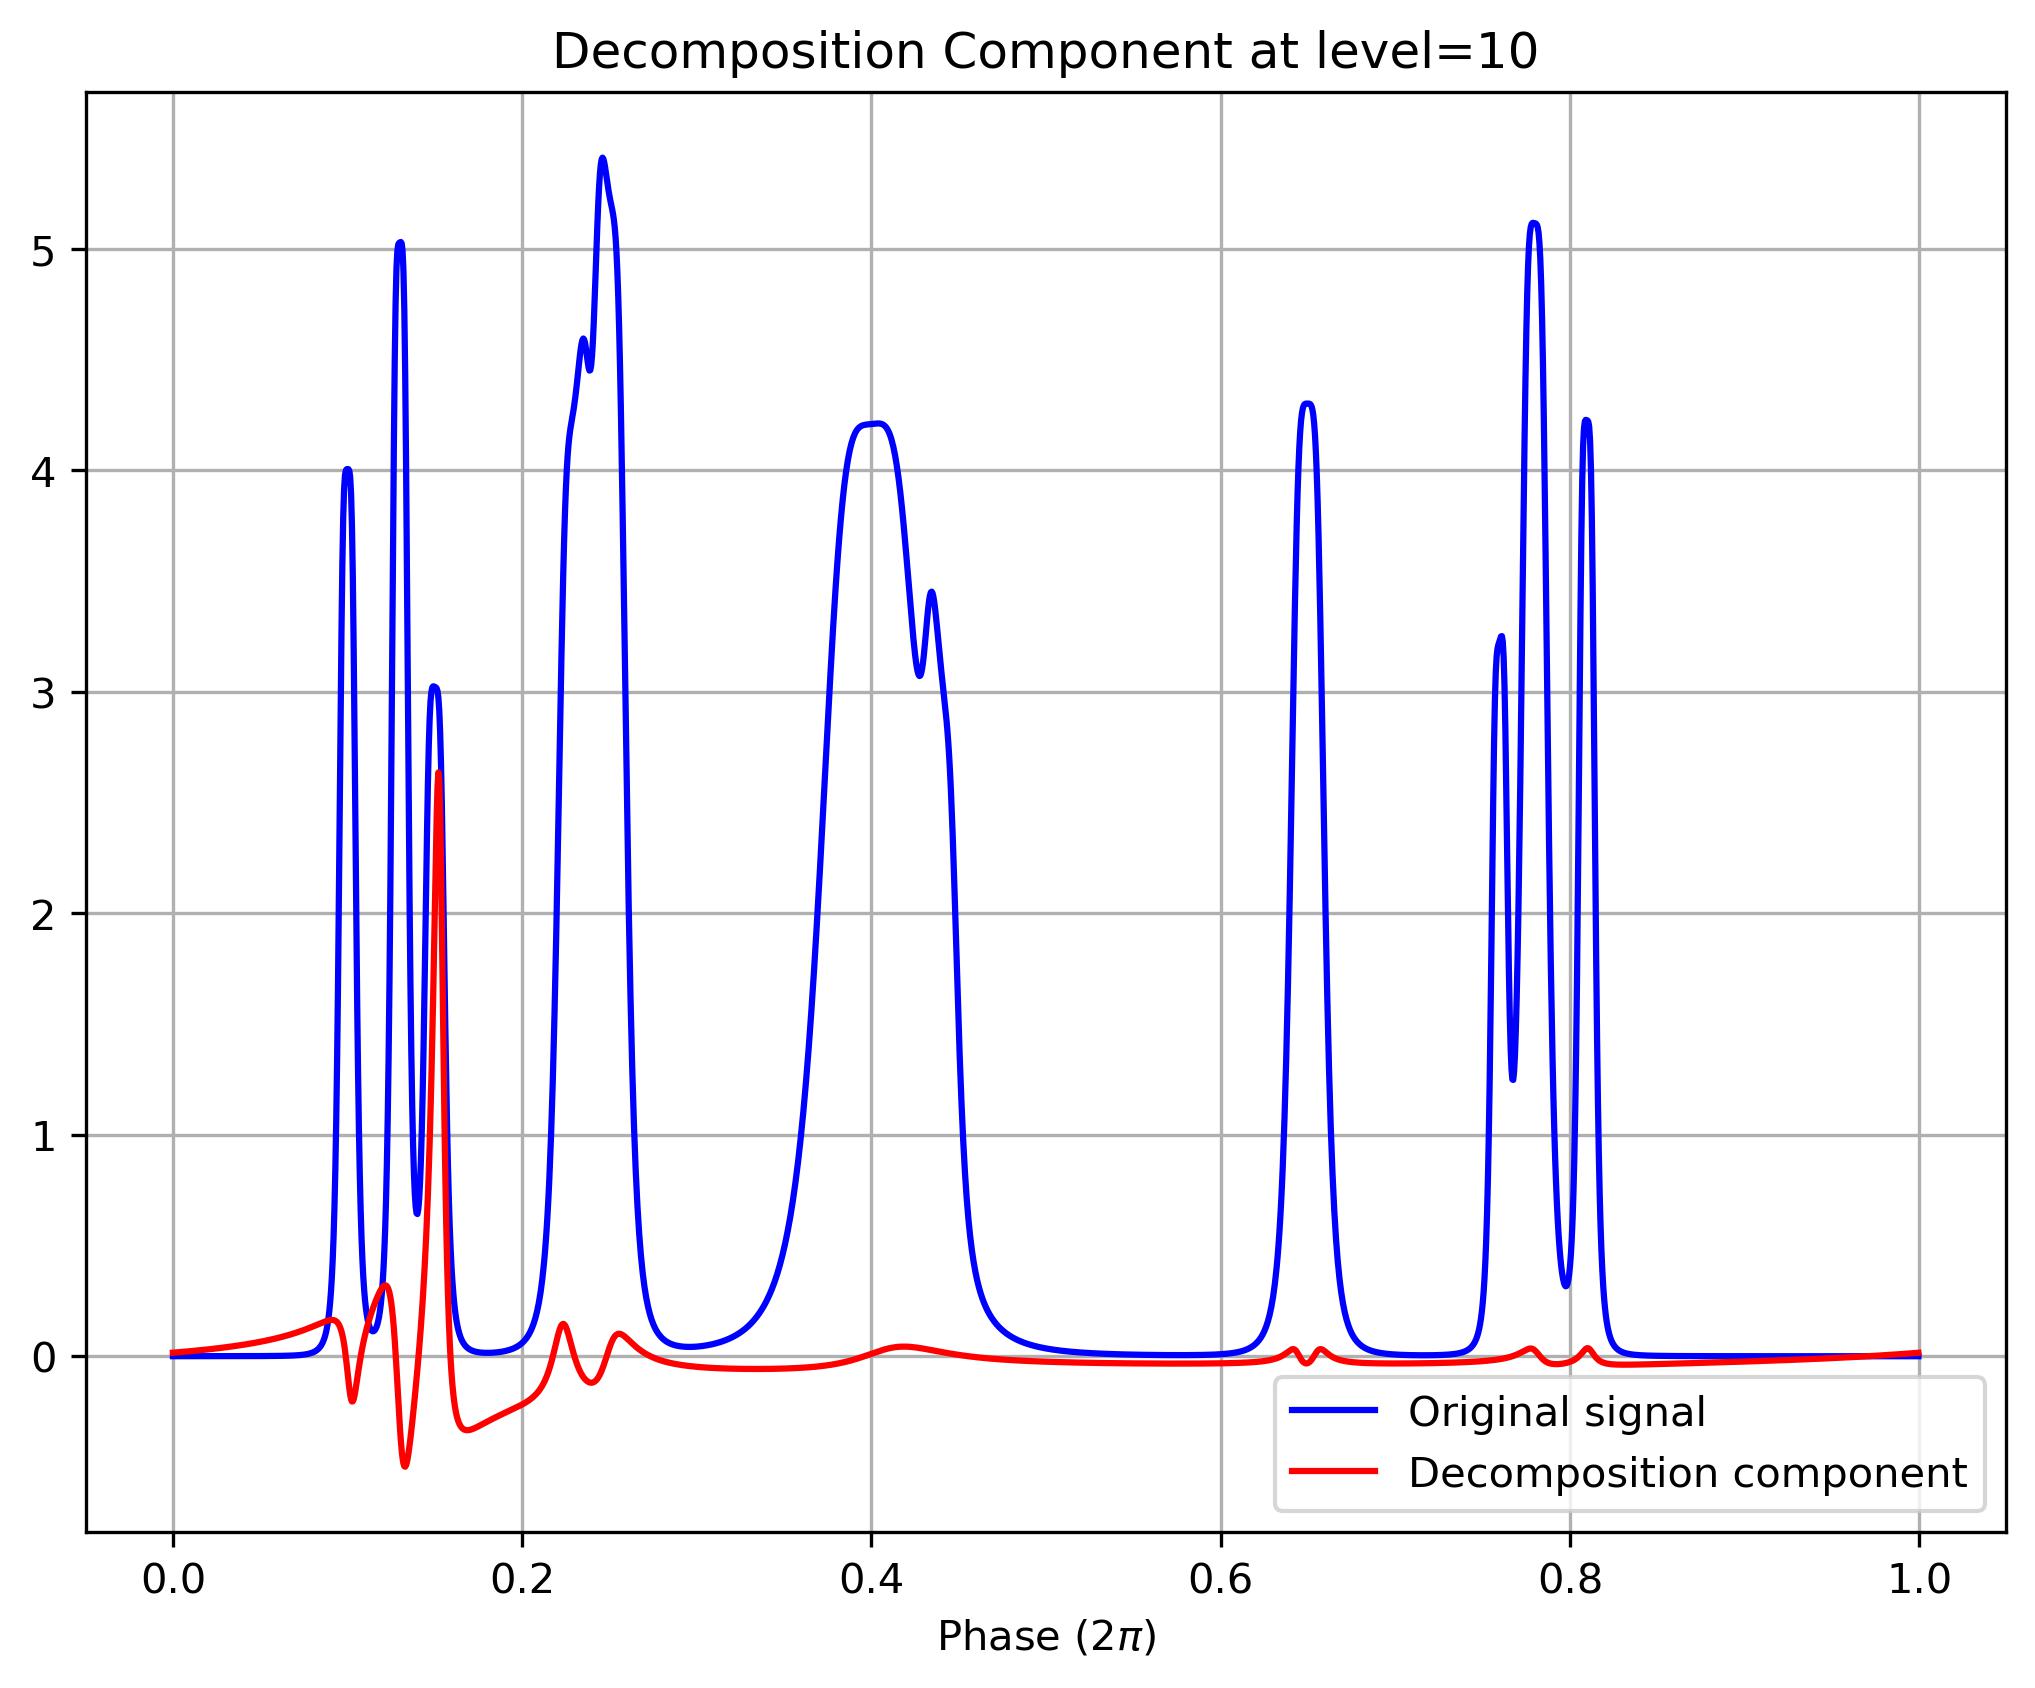 Decomposition Component at level=10
5
4
3
2
1
0
Original signal
Decomposition component
0.0 0.2 0.4 0.6 0.8 1.0
Phase (2π)